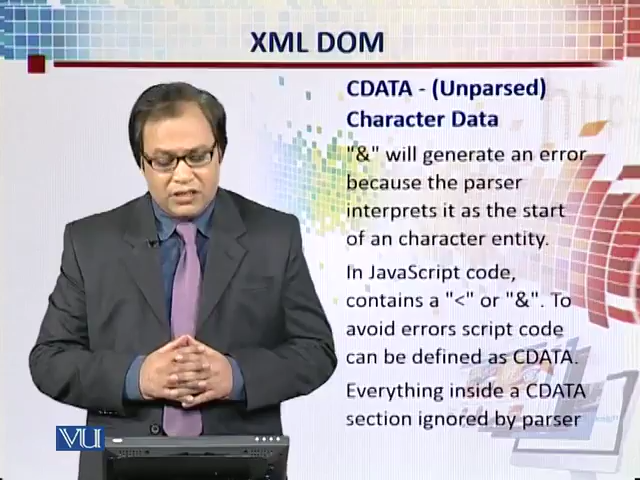 XML DOM
CDATA - (Unparsed)
Character Data
"&" will generate an error
because the parser
interprets it as the start
of an character entity.
In JavaScript code,
contains a "<" or "&". To
avoid errors script code
can be defined as CDATA.
Everything inside a CDATA
section ignored by parser
VU
http